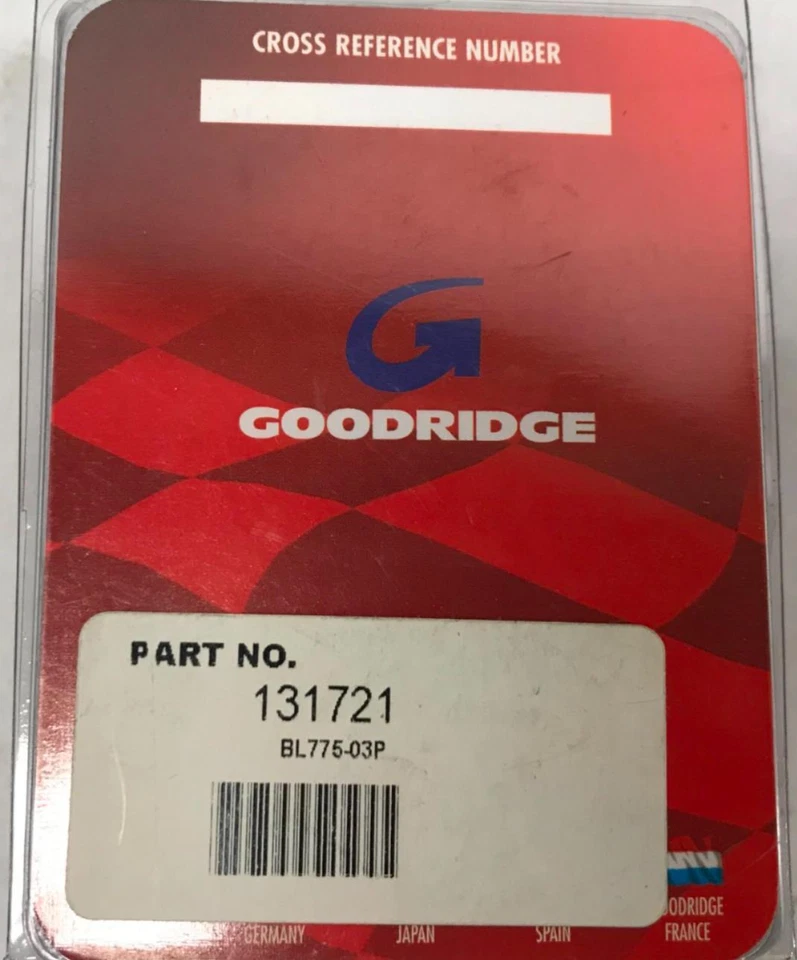 CROSS REFERENCE NUMBER
GOODRIDGE
PART NO.
131721
BL775-03P
GERMANY
JAPAN
SPAIN
OODRIDGE
FRANCE